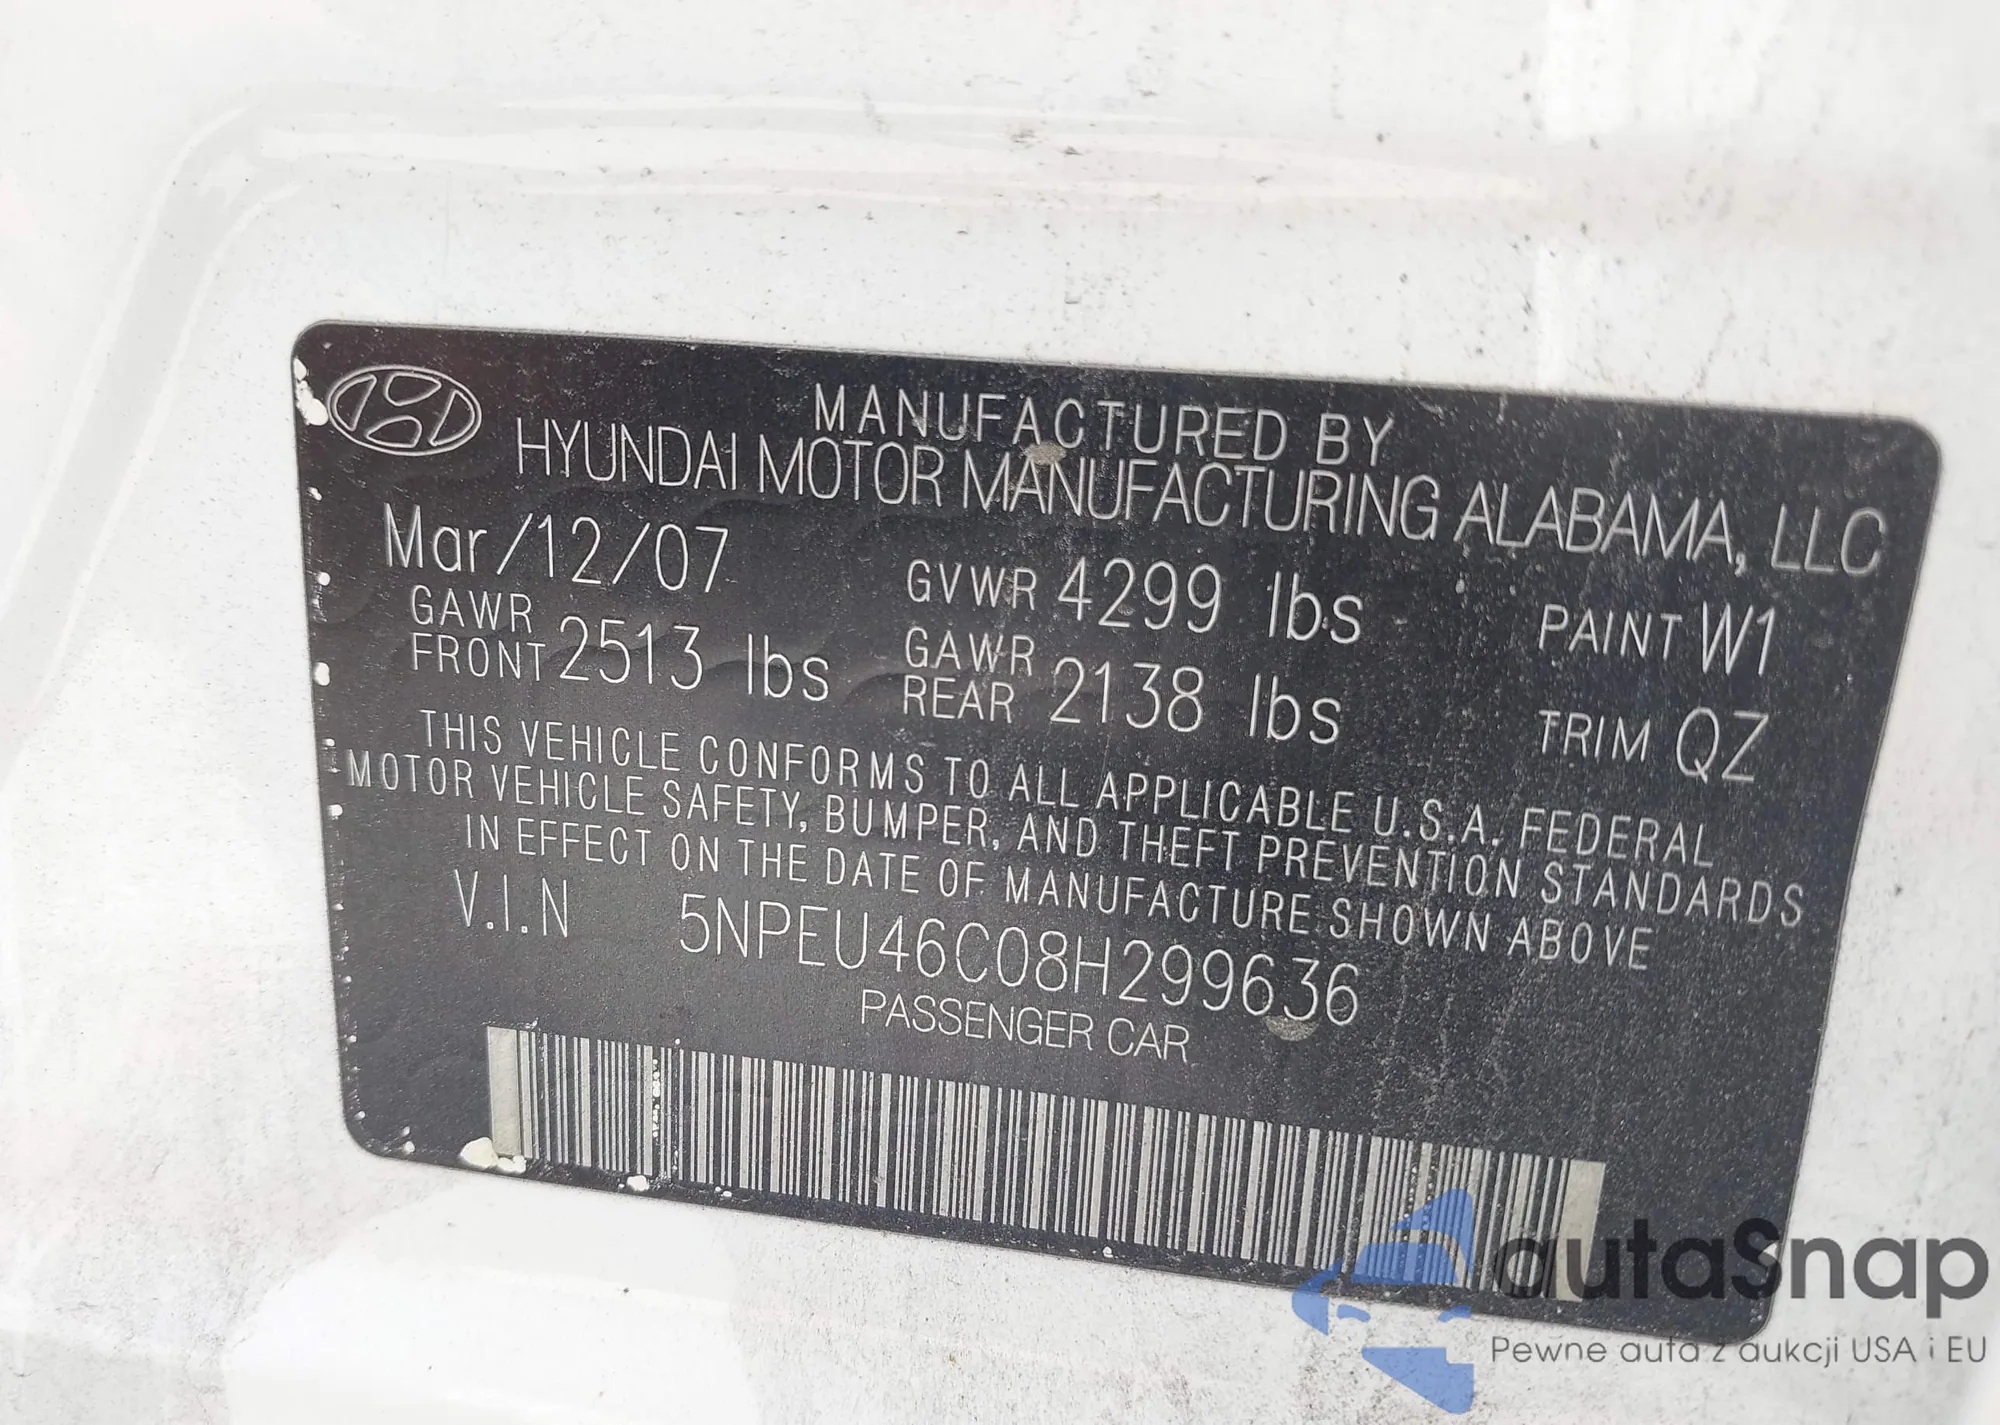 MANUFACTURED BY
HYUNDAI MOTOR MANUFACTURING ALABAMA, LLC
Mar/12/07 GVWR 4299 lbs PAINT W1
GAWR FRONT 2513 lbs GAWR REAR 2138 lbs TRIM QZ
THIS VEHICLE CONFORMS TO ALL APPLICABLE U.S.A. FEDERAL
MOTOR VEHICLE SAFETY, BUMPER, AND THEFT PREVENTION STANDARDS
IN EFFECT ON THE DATE OF MANUFACTURE SHOWN ABOVE
V.I.N 5NPEU46C08H299636
PASSENGER CAR
autaSnap
Pewne auta z aukcji USA i EU